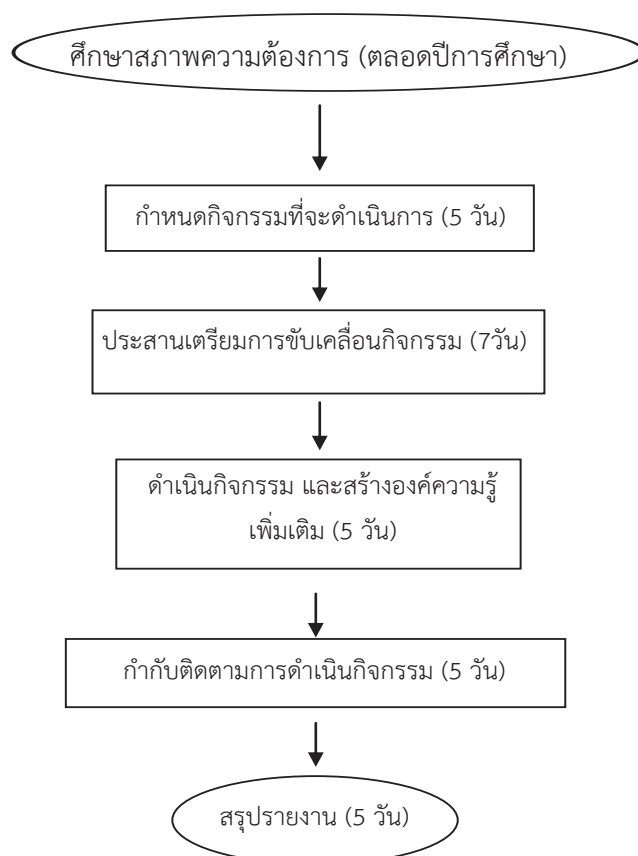 ศึกษาสภาพความต้องการ (ตลอดปีการศึกษา)
กำหนดกิจกรรมที่จะดำเนินการ (5 วัน)
ประสานเตรียมการขับเคลื่อนกิจกรรม (7วัน)
ดำเนินกิจกรรม และสร้างองค์ความรู้
เพิ่มเติม (5 วัน)
กำกับติดตามการดำเนินกิจกรรม (5 วัน)
สรุปรายงาน (5 วัน)